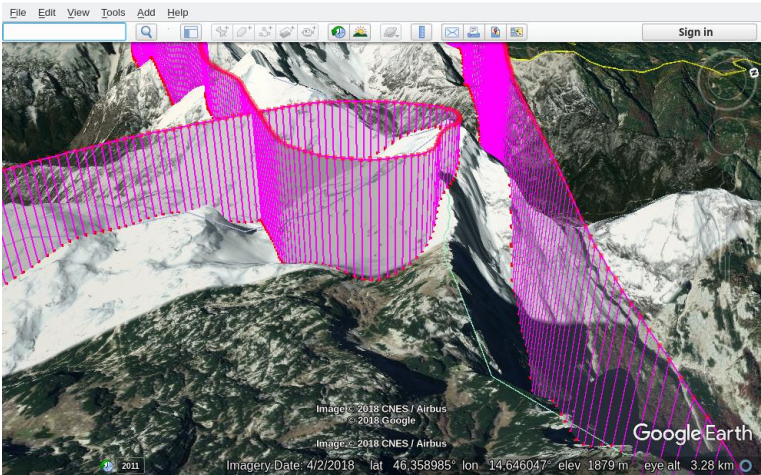 File Edit View Tools Add Help
Sign in
Image © 2018 CNES / Airbus
© 2018 Google
Image © 2018 CNES / Airbus
Google Earth
2011
Imagery Date: 4/2/2018 lat 46,358985° lon 14,646047° elev 1879 m eye alt 3.28 km